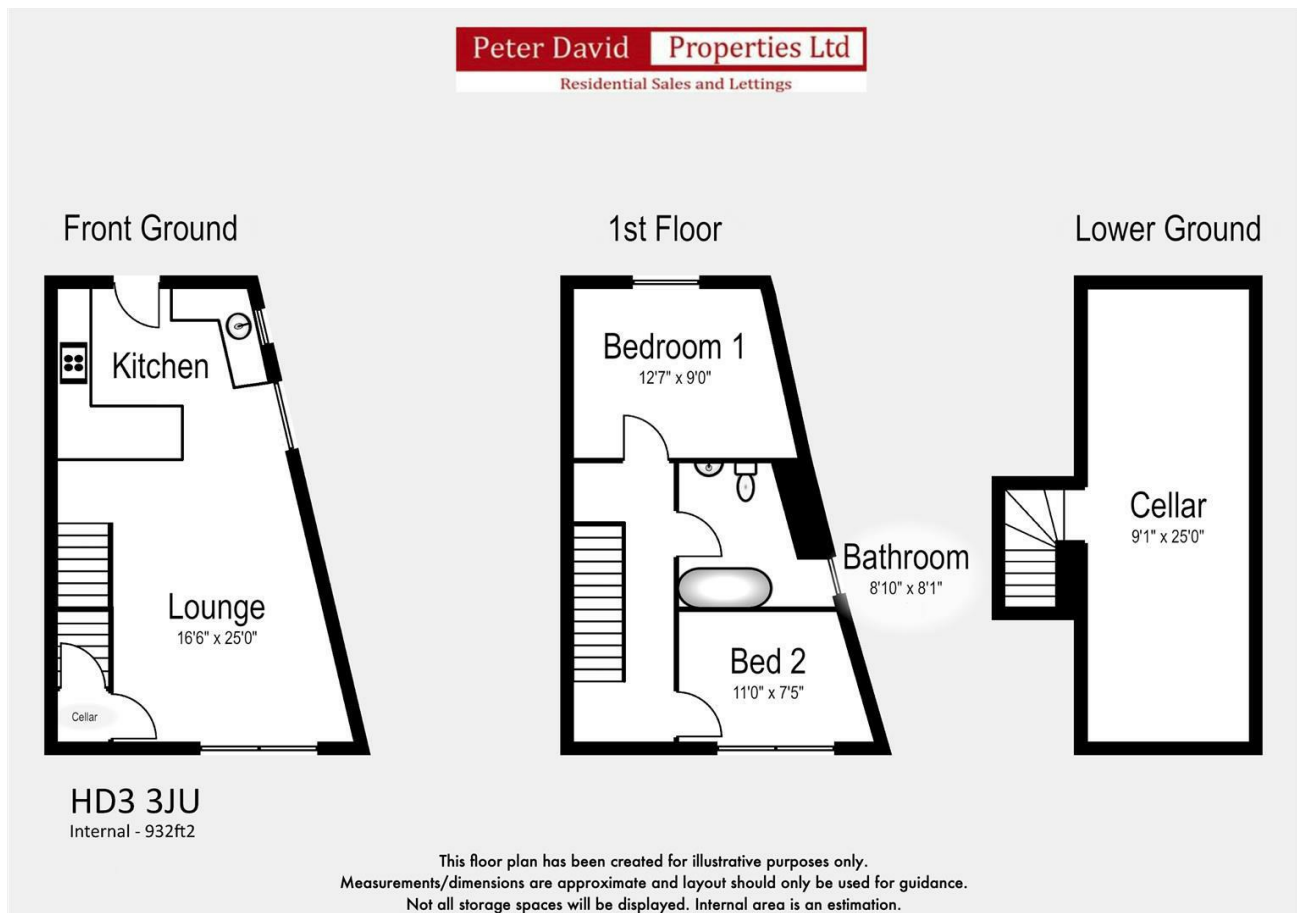 Peter David Properties Ltd
Residential Sales and Lettings
Front Ground
Kitchen
Lounge
16'6" x 25'0"
Cellar
1st Floor
Bedroom 1
12'7" x 9'0"
Bathroom
8'10" x 8'1"
Bed 2
11'0" x 7'5"
Lower Ground
Cellar
9'1" x 25'0"
HD3 3JU
Internal - 932ft2
This floor plan has been created for illustrative purposes only.
Measurements/dimensions are approximate and layout should only be used for guidance.
Not all storage spaces will be displayed. Internal area is an estimation.